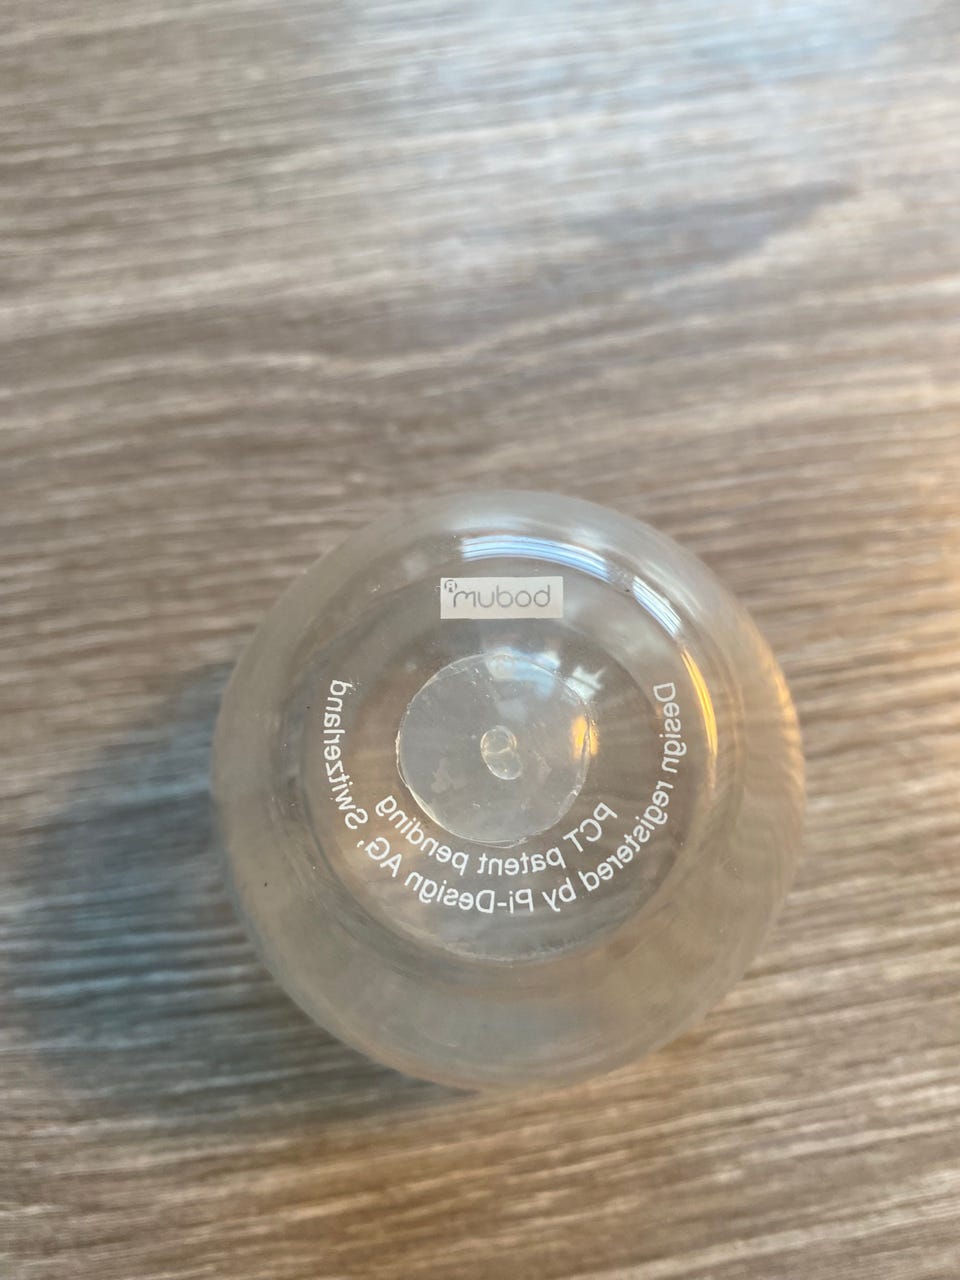 bodum®
Design registered by Pi-Design AG, Switzerland
PCT patent pending